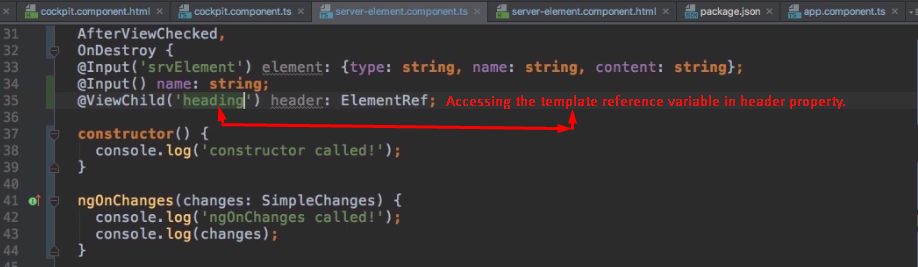 cockpit.component.html cockpit.component.ts server-element.component.ts server-element.component.html package.json app.component.ts
31 AfterViewChecked,
32 OnDestroy {
33 @Input('srvElement') element: {type: string, name: string, content: string};
34 @Input() name: string;
35 @ViewChild('heading') header: ElementRef; Accessing the template reference variable in header property.
36
37 constructor() {
38 console.log('constructor called!');
39 }
40
41 ngOnChanges(changes: SimpleChanges) {
42 console.log('ngOnChanges called!');
43 console.log(changes);
44 }